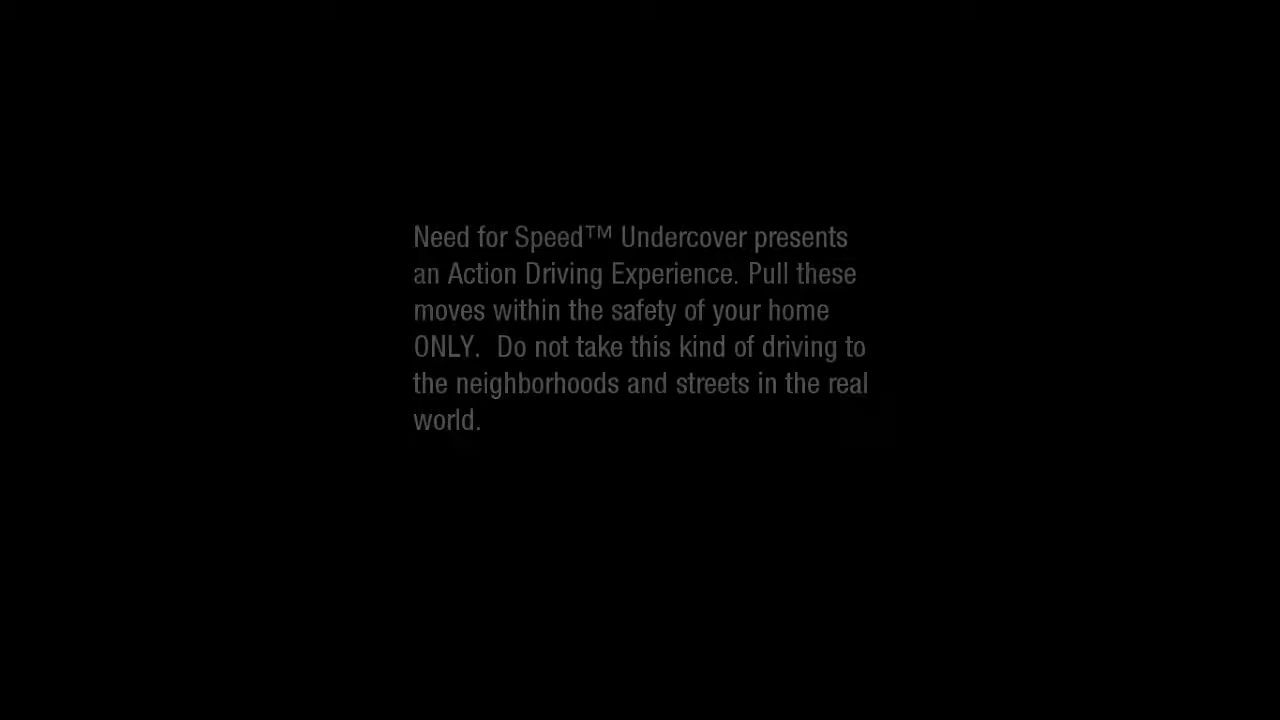 Need for Speed™ Undercover presents
an Action Driving Experience. Pull these
moves within the safety of your home
ONLY.  Do not take this kind of driving to
the neighborhoods and streets in the real
world.